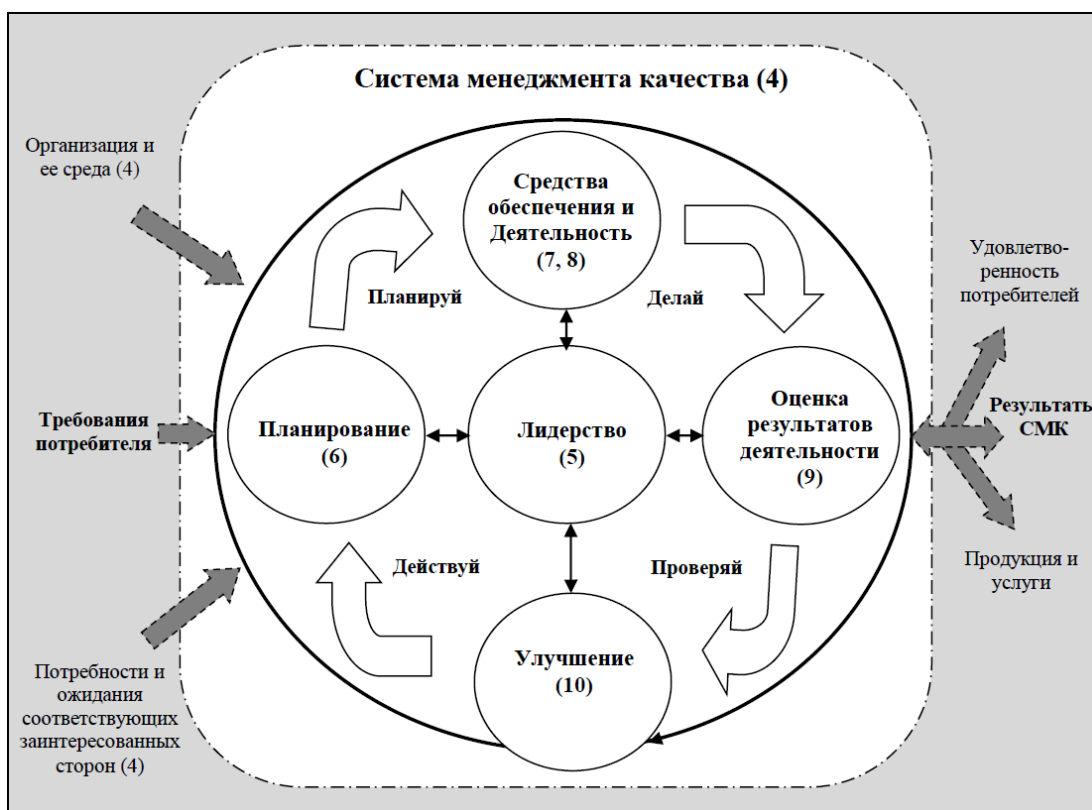 Система менеджмента качества (4)
Организация и
ее среда (4)
Средства
обеспечения и
Деятельность
(7, 8)
Планируй
Делай
Удовлетво-
ренность
потребителей
Требования
потребителя
Планирование
(6)
Лидерство
(5)
Оценка
результатов
деятельности
(9)
Результаты
СМК
Действуй
Проверяй
Продукция и
услуги
Улучшение
(10)
Потребности и
ожидания
соответствующих
заинтересованных
сторон (4)